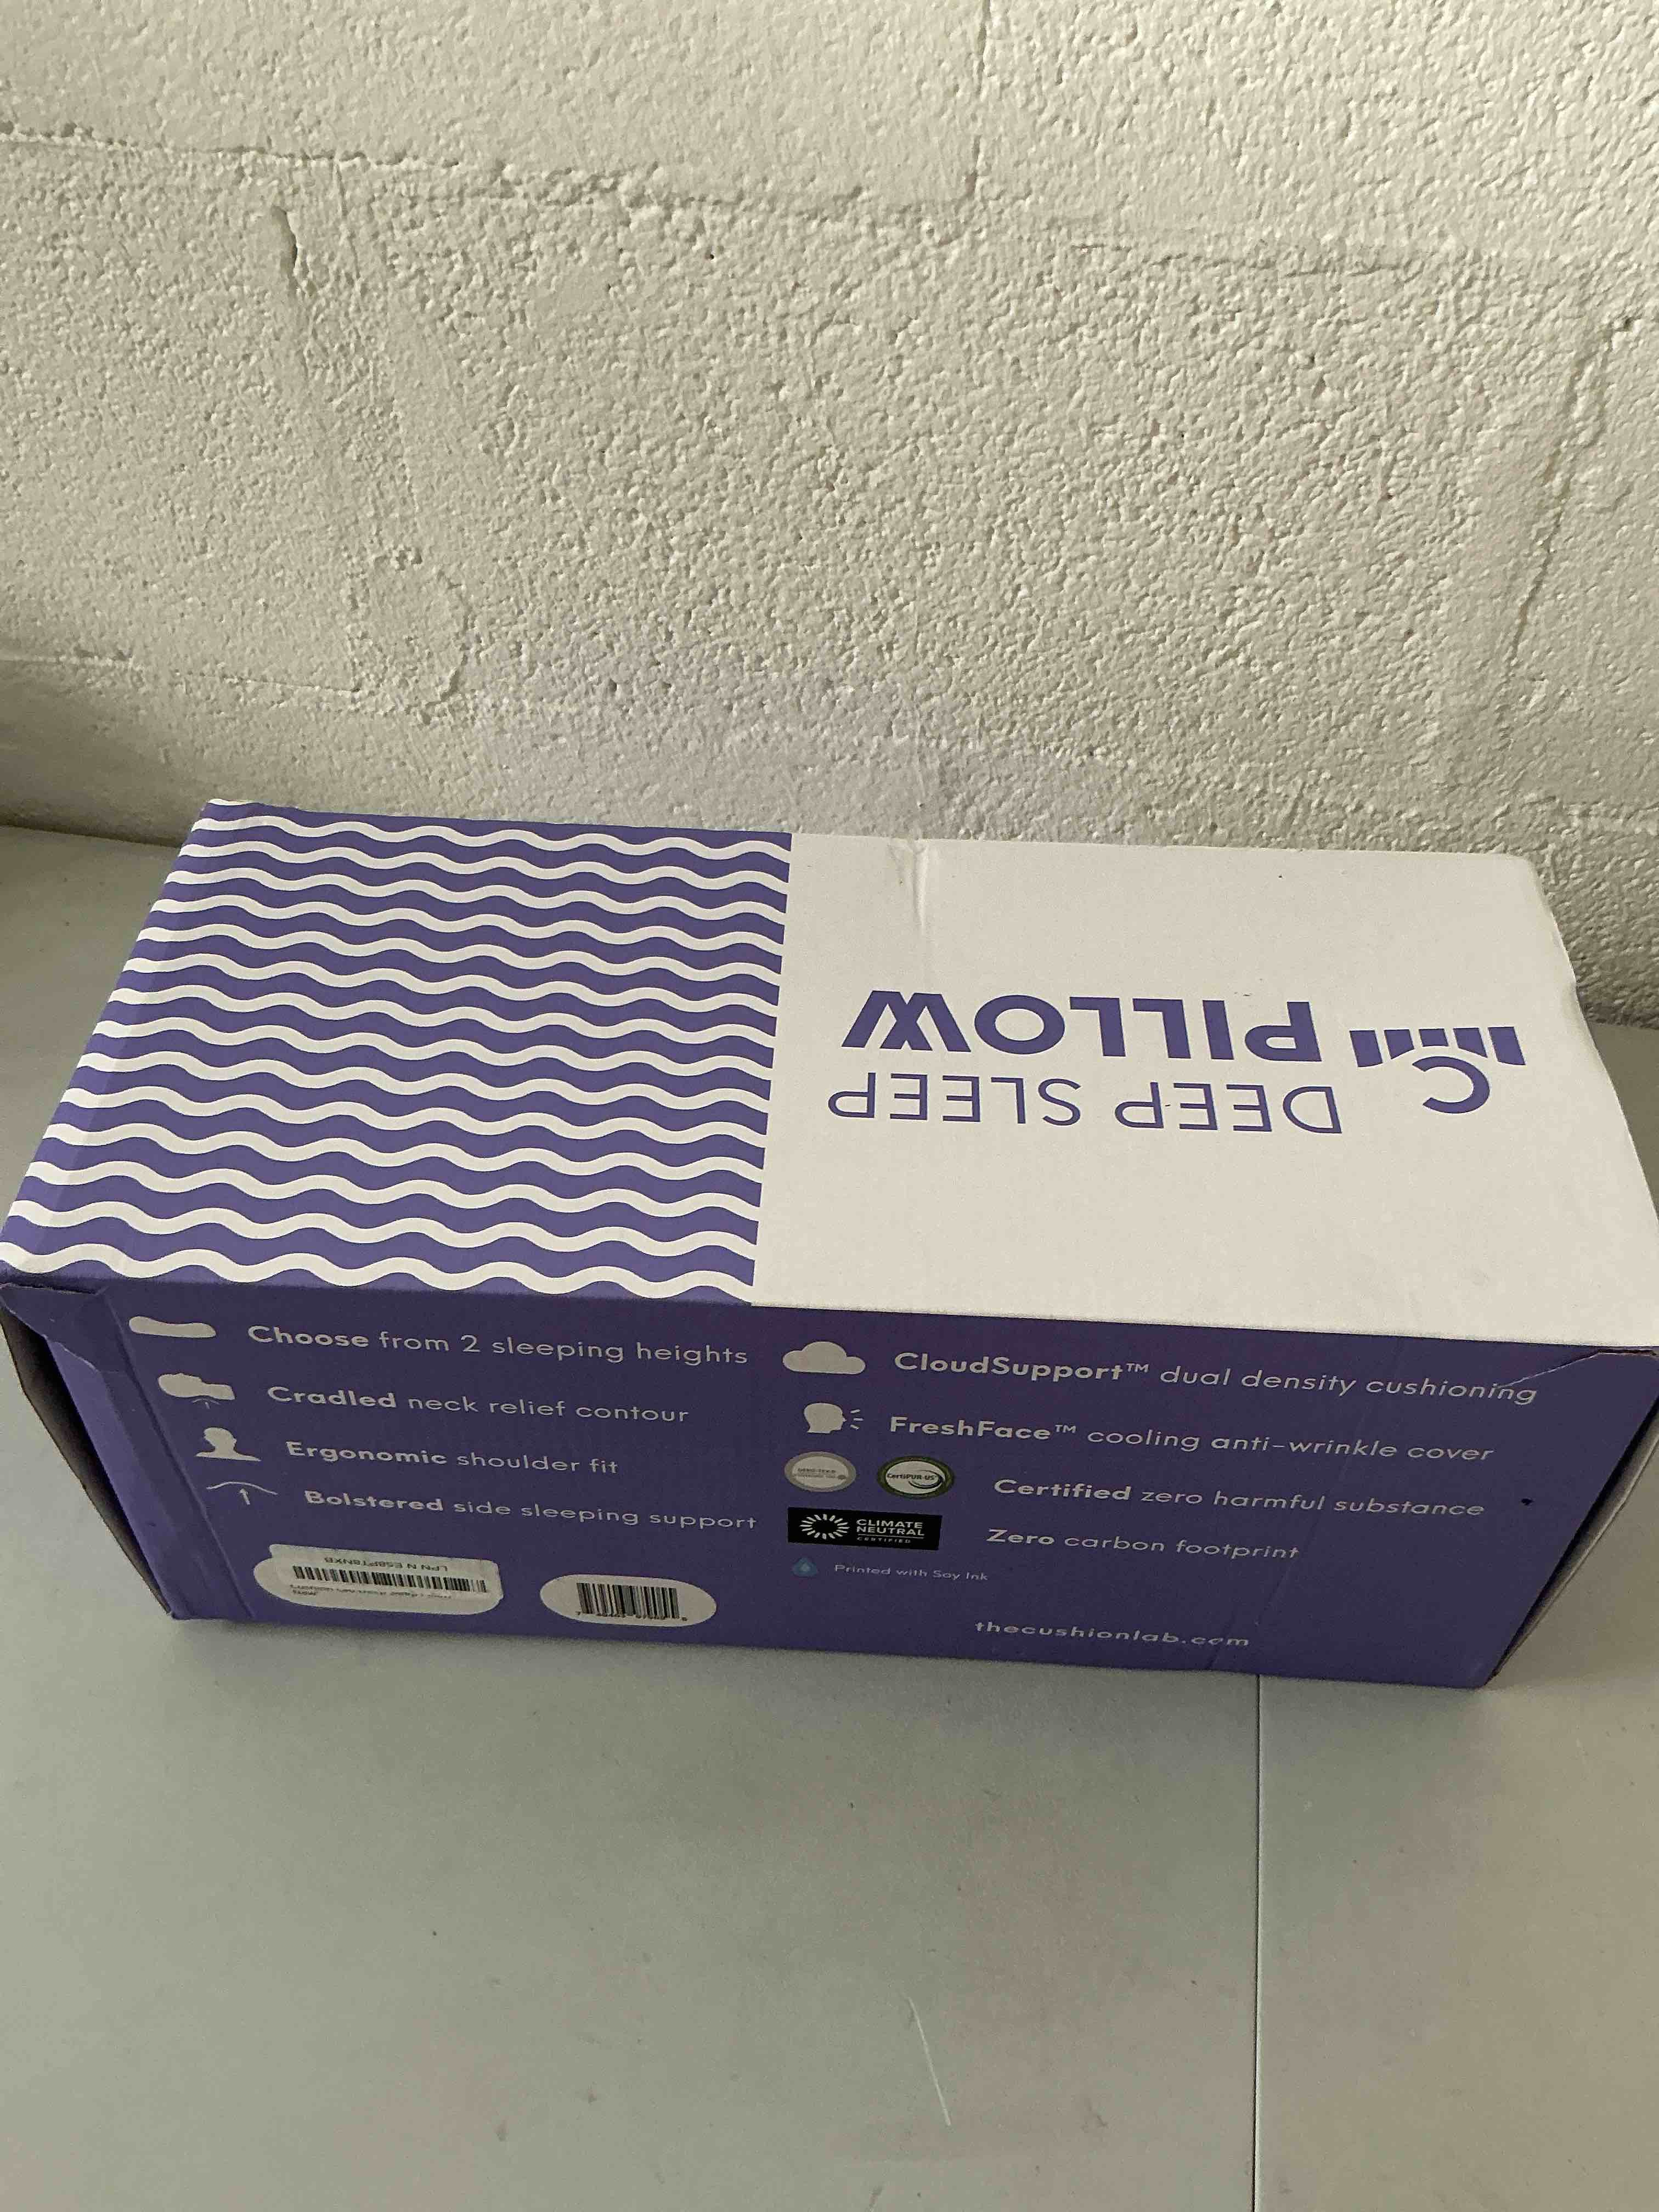 DEEP SLEEP
PILLOW
Choose from 2 sleeping heights
Cradled neck relief contour
Ergonomic shoulder fit
Bolstered side sleeping support
CloudSupport™ dual density cushioning
FreshFace™ cooling anti-wrinkle cover
CertiPUR-US
Certified zero harmful substance
CLIMATE
NEUTRAL
CERTIFIED
Zero carbon footprint
Printed with Soy Ink
thecushionlab.com